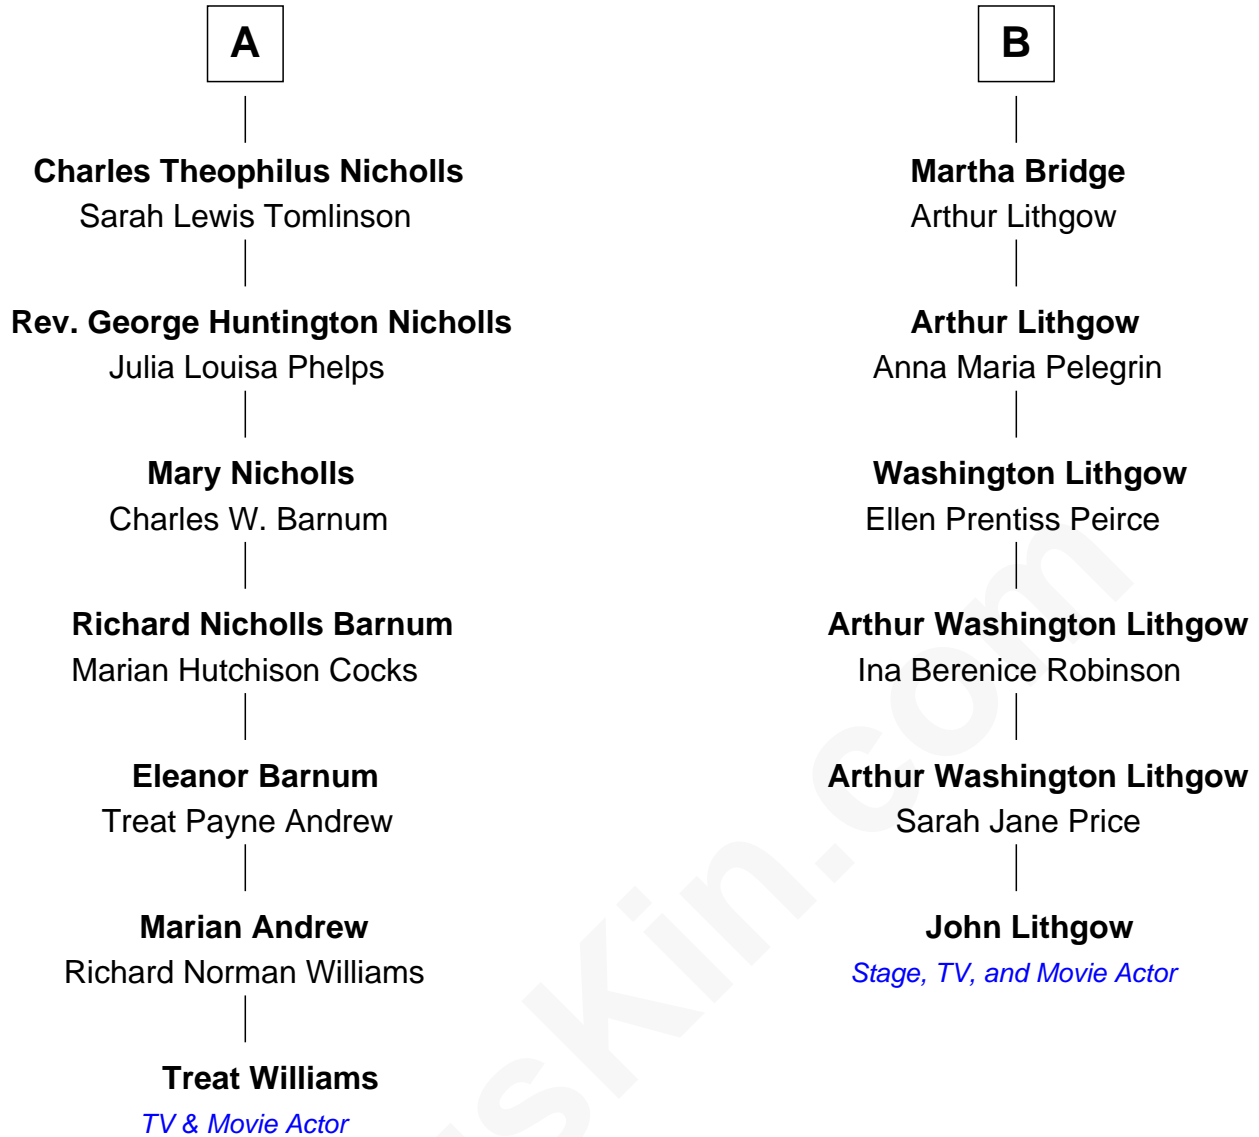 A
Charles Theophilus Nicholls
Sarah Lewis Tomlinson
Rev. George Huntington Nicholls
Julia Louisa Phelps
Mary Nicholls
Charles W. Barnum
Richard Nicholls Barnum
Marian Hutchison Cocks
Eleanor Barnum
Treat Payne Andrew
Marian Andrew
Richard Norman Williams
Treat Williams
TV & Movie Actor
B
Martha Bridge
Arthur Lithgow
Arthur Lithgow
Anna Maria Pelegrin
Washington Lithgow
Ellen Prentiss Peirce
Arthur Washington Lithgow
Ina Berenice Robinson
Arthur Washington Lithgow
Sarah Jane Price
John Lithgow
Stage, TV, and Movie Actor
usKin.com